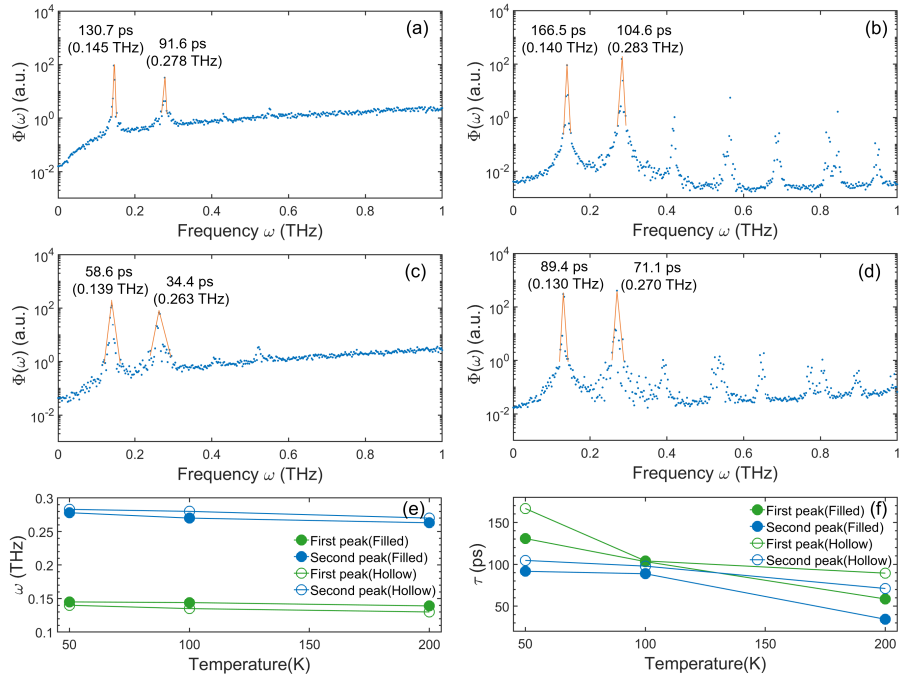 (a)
130.7 ps
(0.145 THz)
91.6 ps
(0.278 THz)
Φ(ω) (a.u.)
10^4
10^2
10^0
10^-2
0 0.2 0.4 0.6 0.8 1
Frequency ω (THz)
(b)
166.5 ps
(0.140 THz)
104.6 ps
(0.283 THz)
Φ(ω) (a.u.)
10^4
10^2
10^0
10^-2
0 0.2 0.4 0.6 0.8 1
Frequency ω (THz)
(c)
58.6 ps
(0.139 THz)
34.4 ps
(0.263 THz)
Φ(ω) (a.u.)
10^4
10^2
10^0
10^-2
0 0.2 0.4 0.6 0.8 1
Frequency ω (THz)
(d)
89.4 ps
(0.130 THz)
71.1 ps
(0.270 THz)
Φ(ω) (a.u.)
10^4
10^2
10^0
10^-2
0 0.2 0.4 0.6 0.8 1
Frequency ω (THz)
(e)
ω (THz)
0.3
0.25
0.2
0.15
0.1
First peak(Filled)
Second peak(Filled)
First peak(Hollow)
Second peak(Hollow)
50 100 150 200
Temperature(K)
(f)
τ (ps)
150
100
50
First peak(Filled)
Second peak(Filled)
First peak(Hollow)
Second peak(Hollow)
50 100 150 200
Temperature(K)